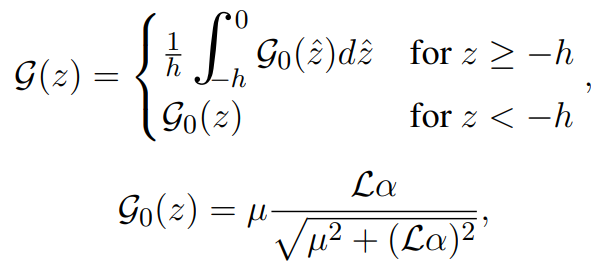 𝒢(z) = { 1/h ∫_{-h}^{0} 𝒢₀(ẑ)dẑ for z ≥ −h
𝒢₀(z) for z < −h ,
𝒢₀(z) = μ ℒα / √(μ² + (ℒα)²),